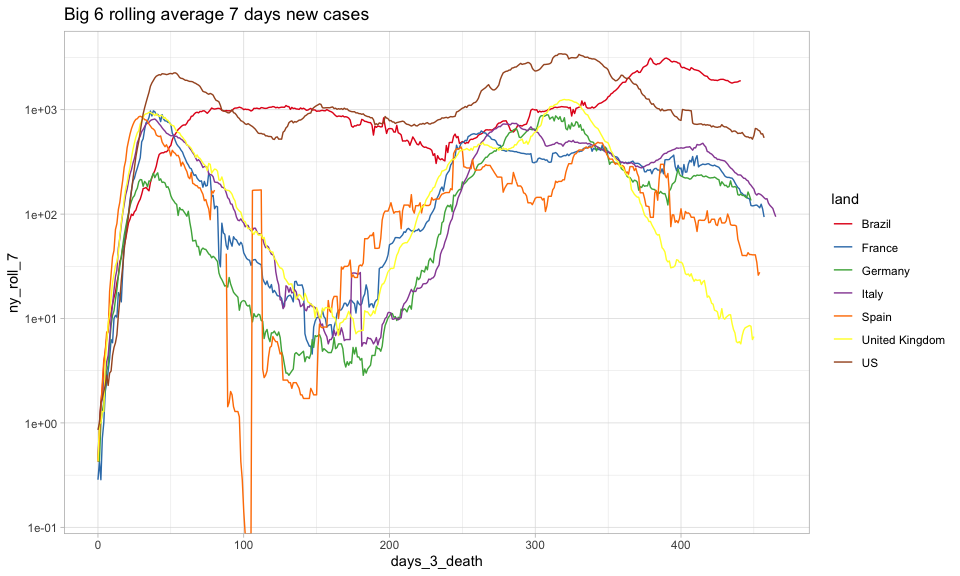 Big 6 rolling average 7 days new cases
ny_roll_7
1e+03
1e+02
1e+01
1e+00
1e-01
0 100 200 300 400
days_3_death
land
Brazil
France
Germany
Italy
Spain
United Kingdom
US